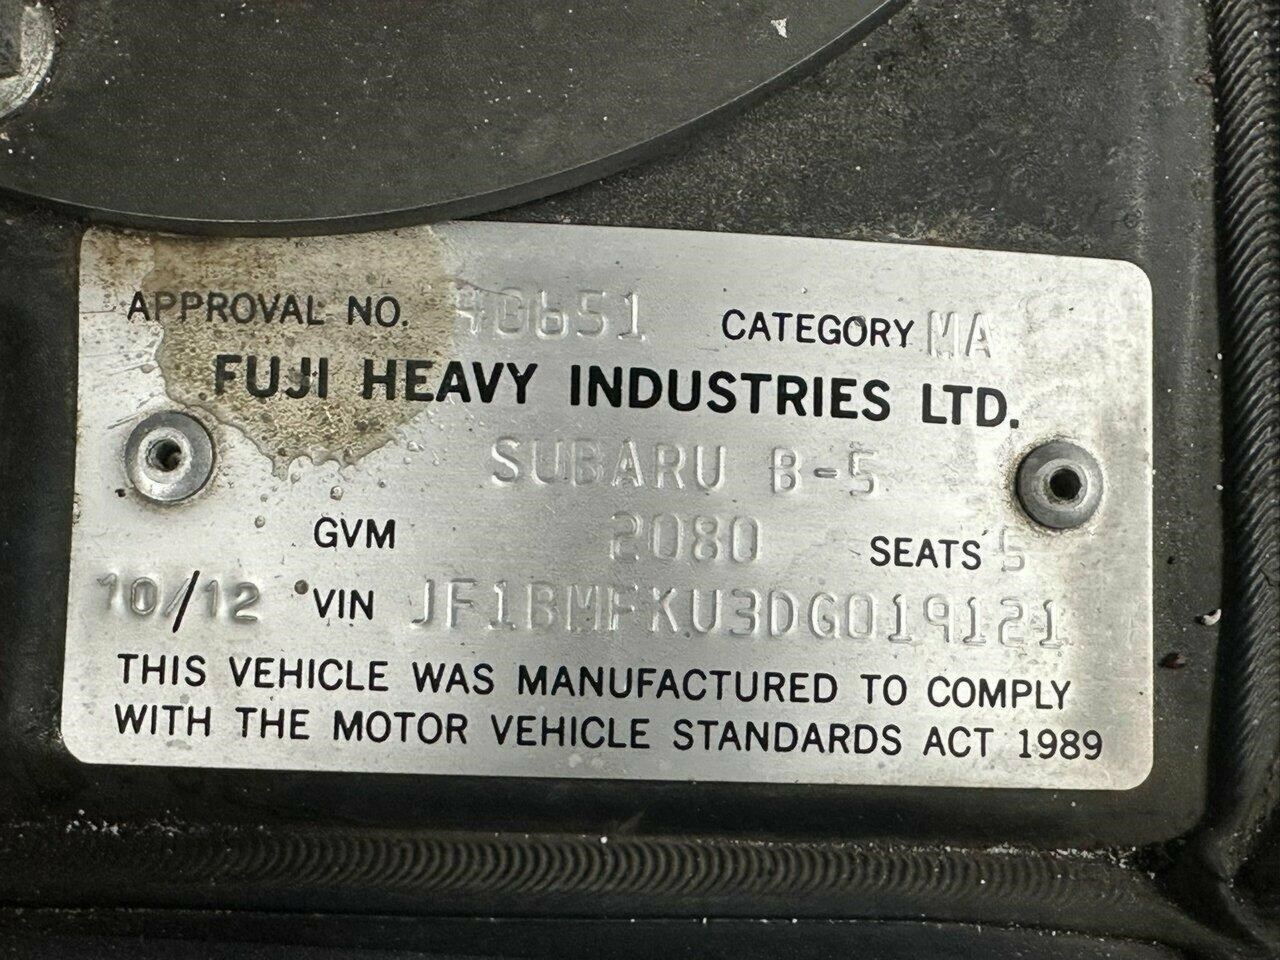 APPROVAL NO. 40651 CATEGORY MA
FUJI HEAVY INDUSTRIES LTD.
SUBARU B-5
GVM 2080 SEATS 5
10/12 VIN JF1BMFKU3DG019121
THIS VEHICLE WAS MANUFACTURED TO COMPLY
WITH THE MOTOR VEHICLE STANDARDS ACT 1989